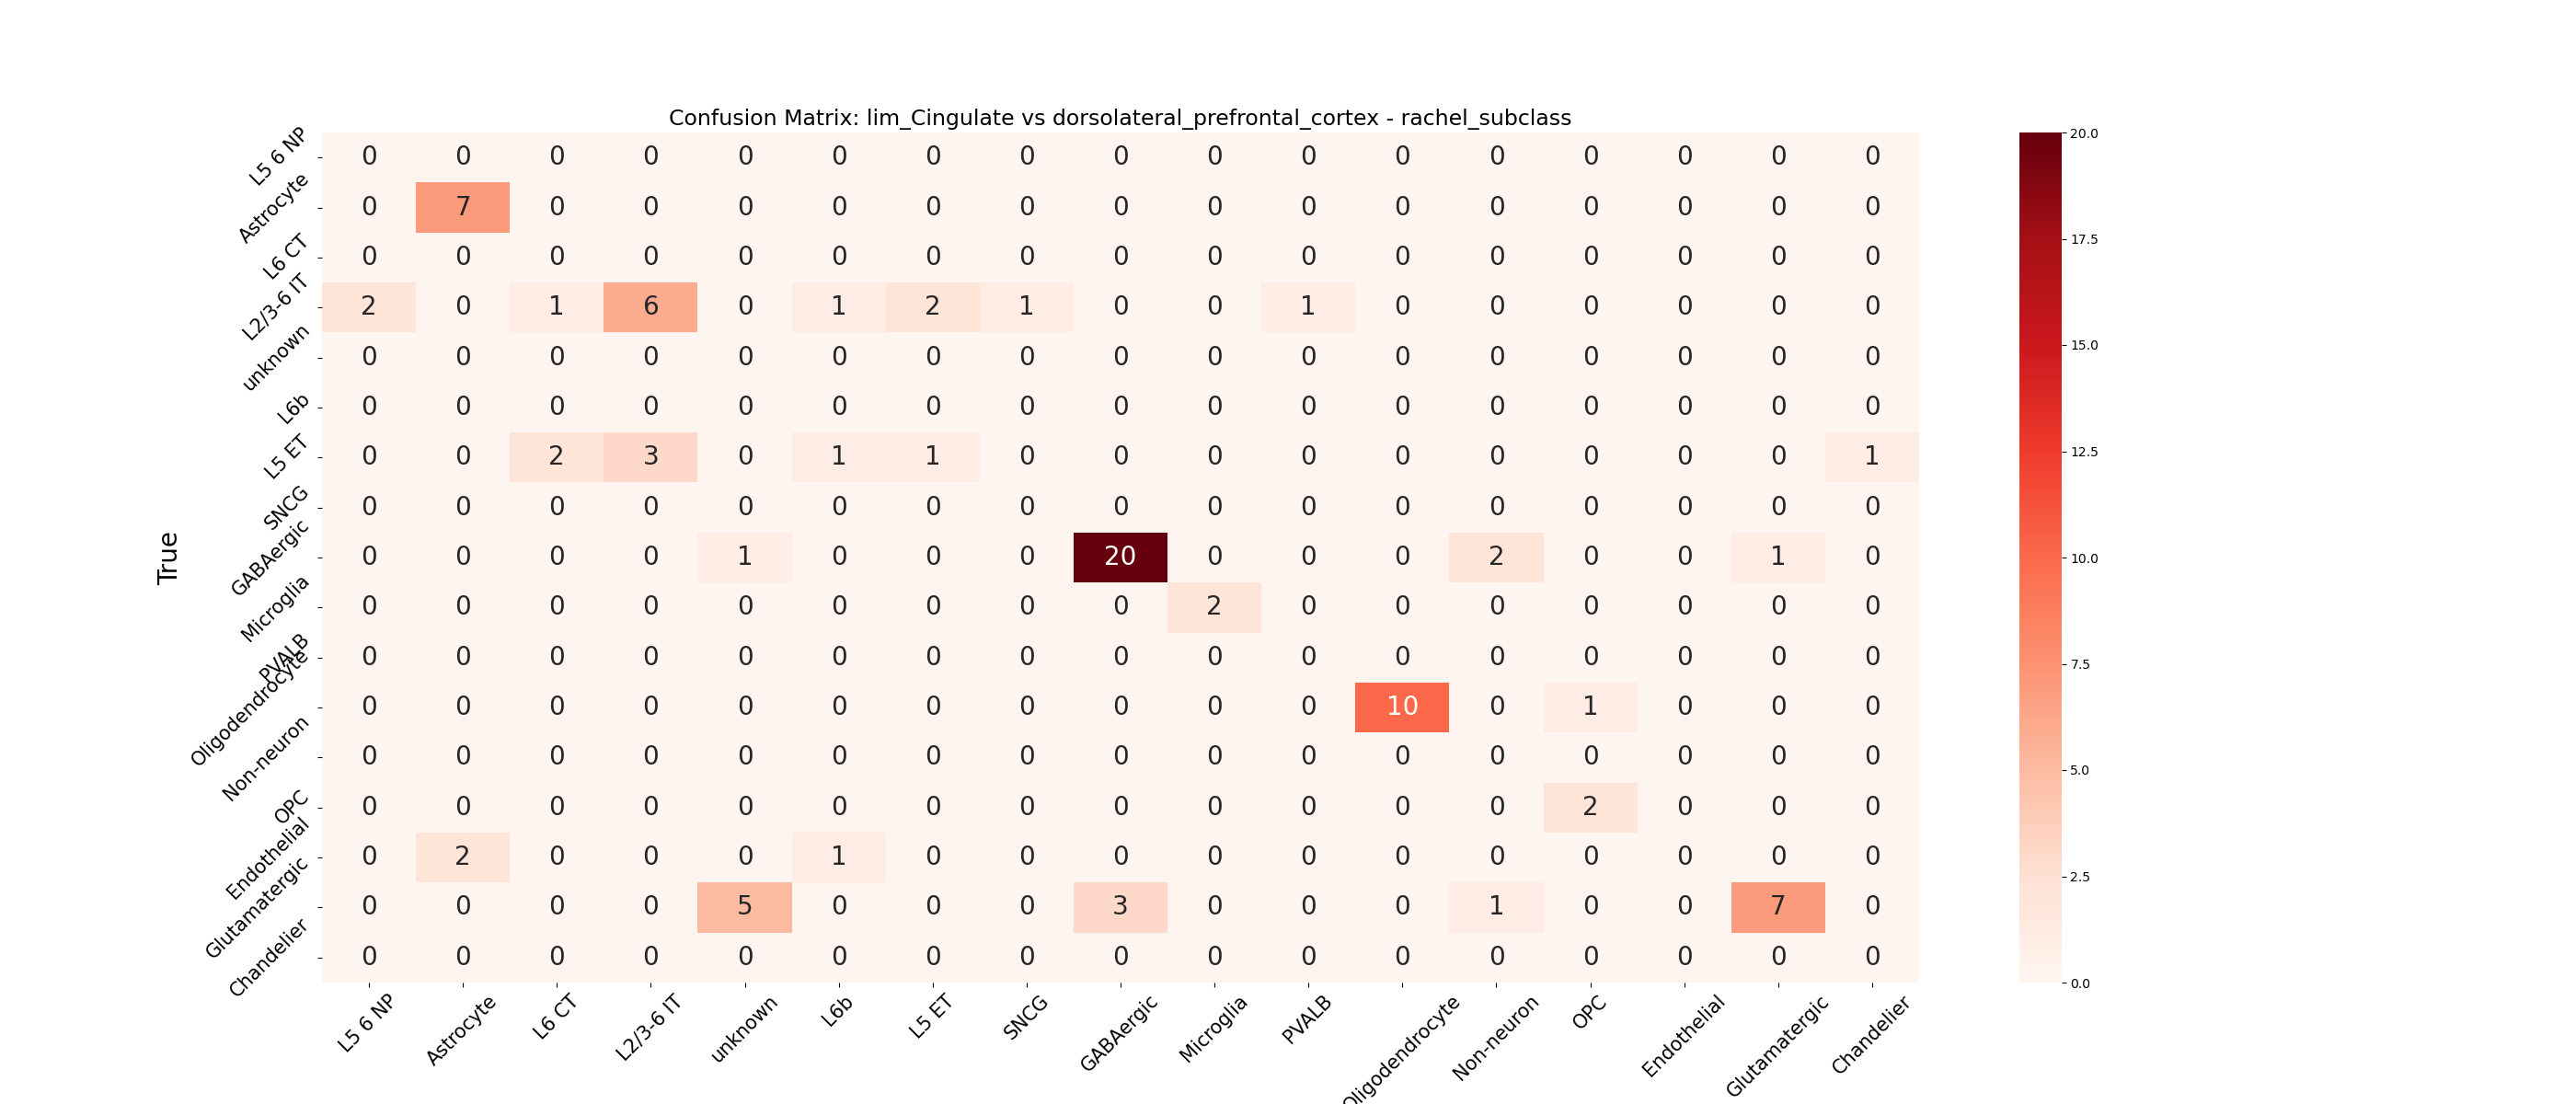 Confusion Matrix: lim_Cingulate vs dorsolateral_prefrontal_cortex - rachel_subclass
True
L5 6 NP 0 0 0 0 0 0 0 0 0 0 0 0 0 0 0 0 0
Astrocyte 0 7 0 0 0 0 0 0 0 0 0 0 0 0 0 0 0
L6 CT 0 0 0 0 0 0 0 0 0 0 0 0 0 0 0 0 0
L2/3-6 IT 2 0 1 6 0 1 2 1 0 0 1 0 0 0 0 0 0
unknown 0 0 0 0 0 0 0 0 0 0 0 0 0 0 0 0 0
L6b 0 0 0 0 0 0 0 0 0 0 0 0 0 0 0 0 0
L5 ET 0 0 2 3 0 1 1 0 0 0 0 0 0 0 0 0 1
SNCG 0 0 0 0 0 0 0 0 0 0 0 0 0 0 0 0 0
GABAergic 0 0 0 0 1 0 0 0 20 0 0 0 2 0 0 1 0
Microglia 0 0 0 0 0 0 0 0 0 2 0 0 0 0 0 0 0
PVALB 0 0 0 0 0 0 0 0 0 0 0 0 0 0 0 0 0
Oligodendrocyte 0 0 0 0 0 0 0 0 0 0 0 10 0 1 0 0 0
Non-neuron 0 0 0 0 0 0 0 0 0 0 0 0 0 0 0 0 0
OPC 0 0 0 0 0 0 0 0 0 0 0 0 0 2 0 0 0
Endothelial 0 2 0 0 0 1 0 0 0 0 0 0 0 0 0 0 0
Glutamatergic 0 0 0 0 5 0 0 0 3 0 0 0 1 0 0 7 0
Chandelier 0 0 0 0 0 0 0 0 0 0 0 0 0 0 0 0 0
L5 6 NP Astrocyte L6 CT L2/3-6 IT unknown L6b L5 ET SNCG GABAergic Microglia PVALB Oligodendrocyte Non-neuron OPC Endothelial Glutamatergic Chandelier
20.0
17.5
15.0
12.5
10.0
7.5
5.0
2.5
0.0